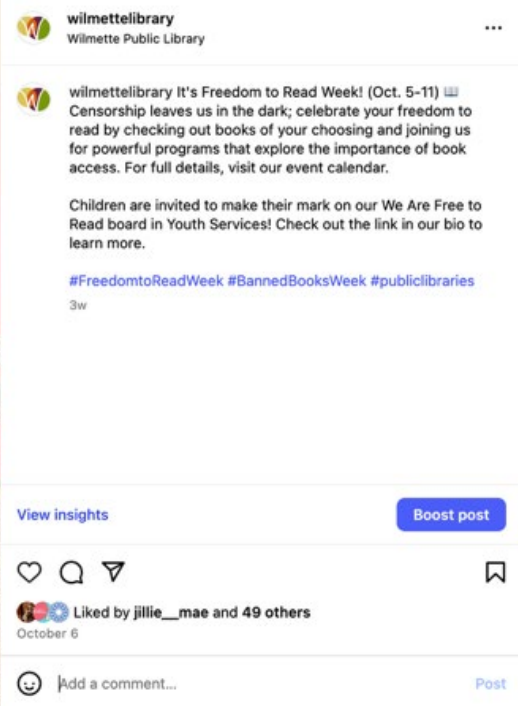 wilmettelibrary
Wilmette Public Library
wilmettelibrary It's Freedom to Read Week! (Oct. 5-11) 📖
Censorship leaves us in the dark; celebrate your freedom to
read by checking out books of your choosing and joining us
for powerful programs that explore the importance of book
access. For full details, visit our event calendar.
Children are invited to make their mark on our We Are Free to
Read board in Youth Services! Check out the link in our bio to
learn more.
#FreedomtoReadWeek #BannedBooksWeek #publiclibraries
3w
View insights
Boost post
Liked by jillie__mae and 49 others
October 6
Add a comment...
Post